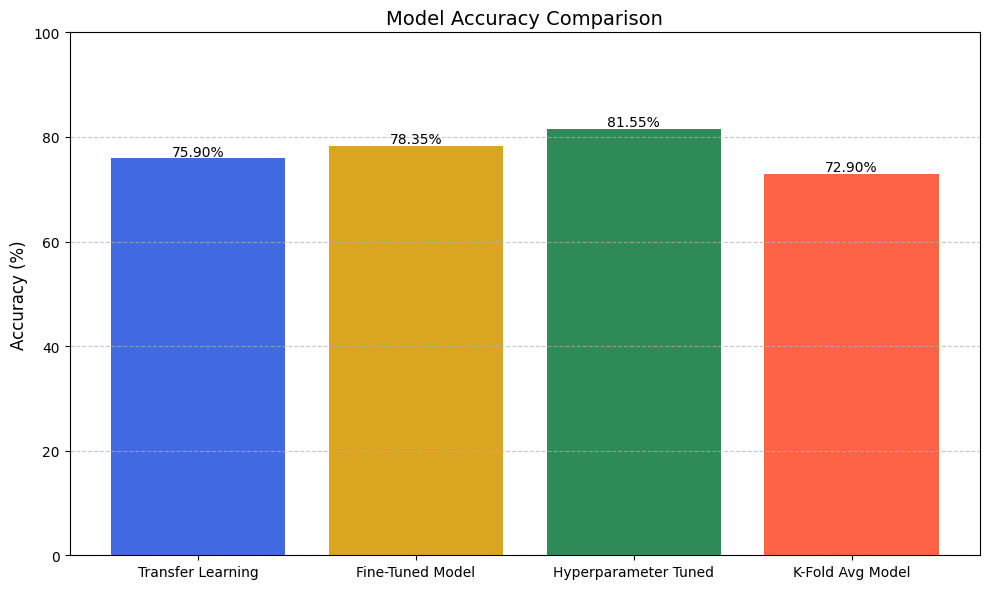 Model Accuracy Comparison
Accuracy (%)
100
80
60
40
20
0
75.90%
78.35%
81.55%
72.90%
Transfer Learning
Fine-Tuned Model
Hyperparameter Tuned
K-Fold Avg Model